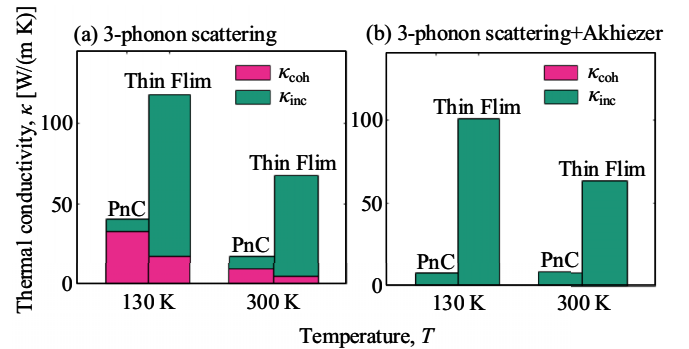 (a) 3-phonon scattering
(b) 3-phonon scattering+Akhiezer
Thermal conductivity, κ [W/(m K)]
100
50
0
κcoh
κinc
Thin Flim
PnC
Thin Flim
PnC
130 K
300 K
100
50
0
κcoh
κinc
Thin Flim
PnC
Thin Flim
PnC
130 K
300 K
Temperature, T